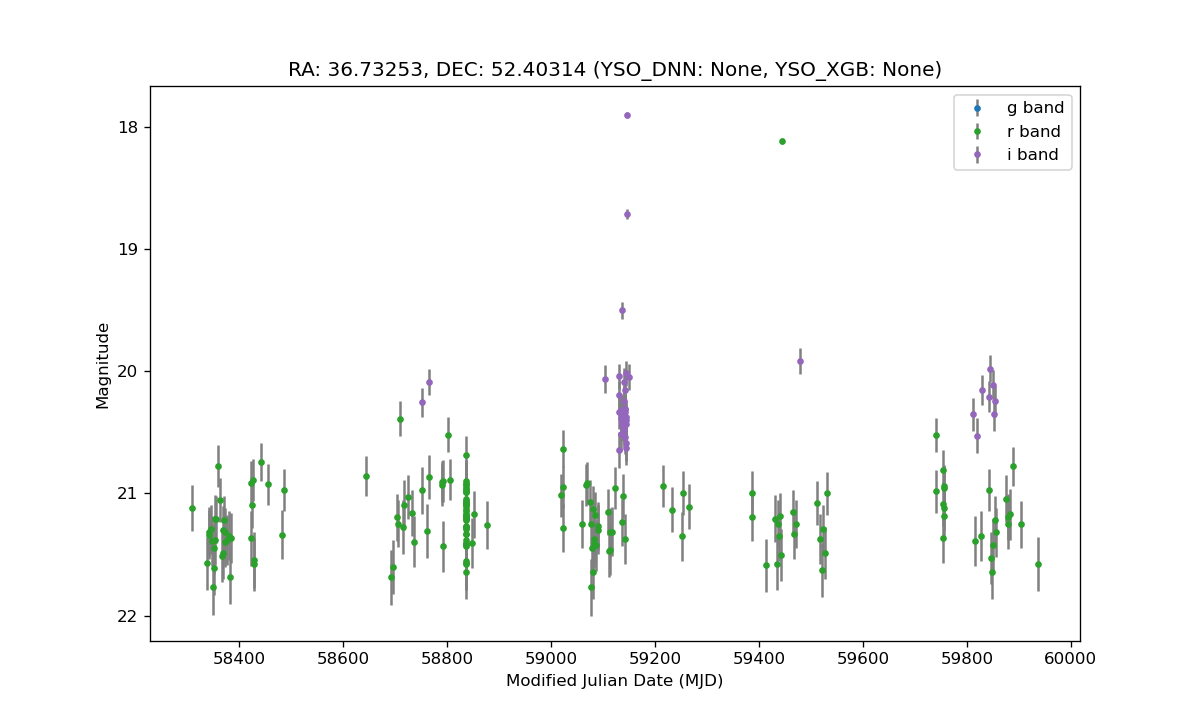 RA: 36.73253, DEC: 52.40314 (YSO_DNN: None, YSO_XGB: None)
g band
r band
i band
18
19
20
21
22
Magnitude
58400 58600 58800 59000 59200 59400 59600 59800 60000
Modified Julian Date (MJD)